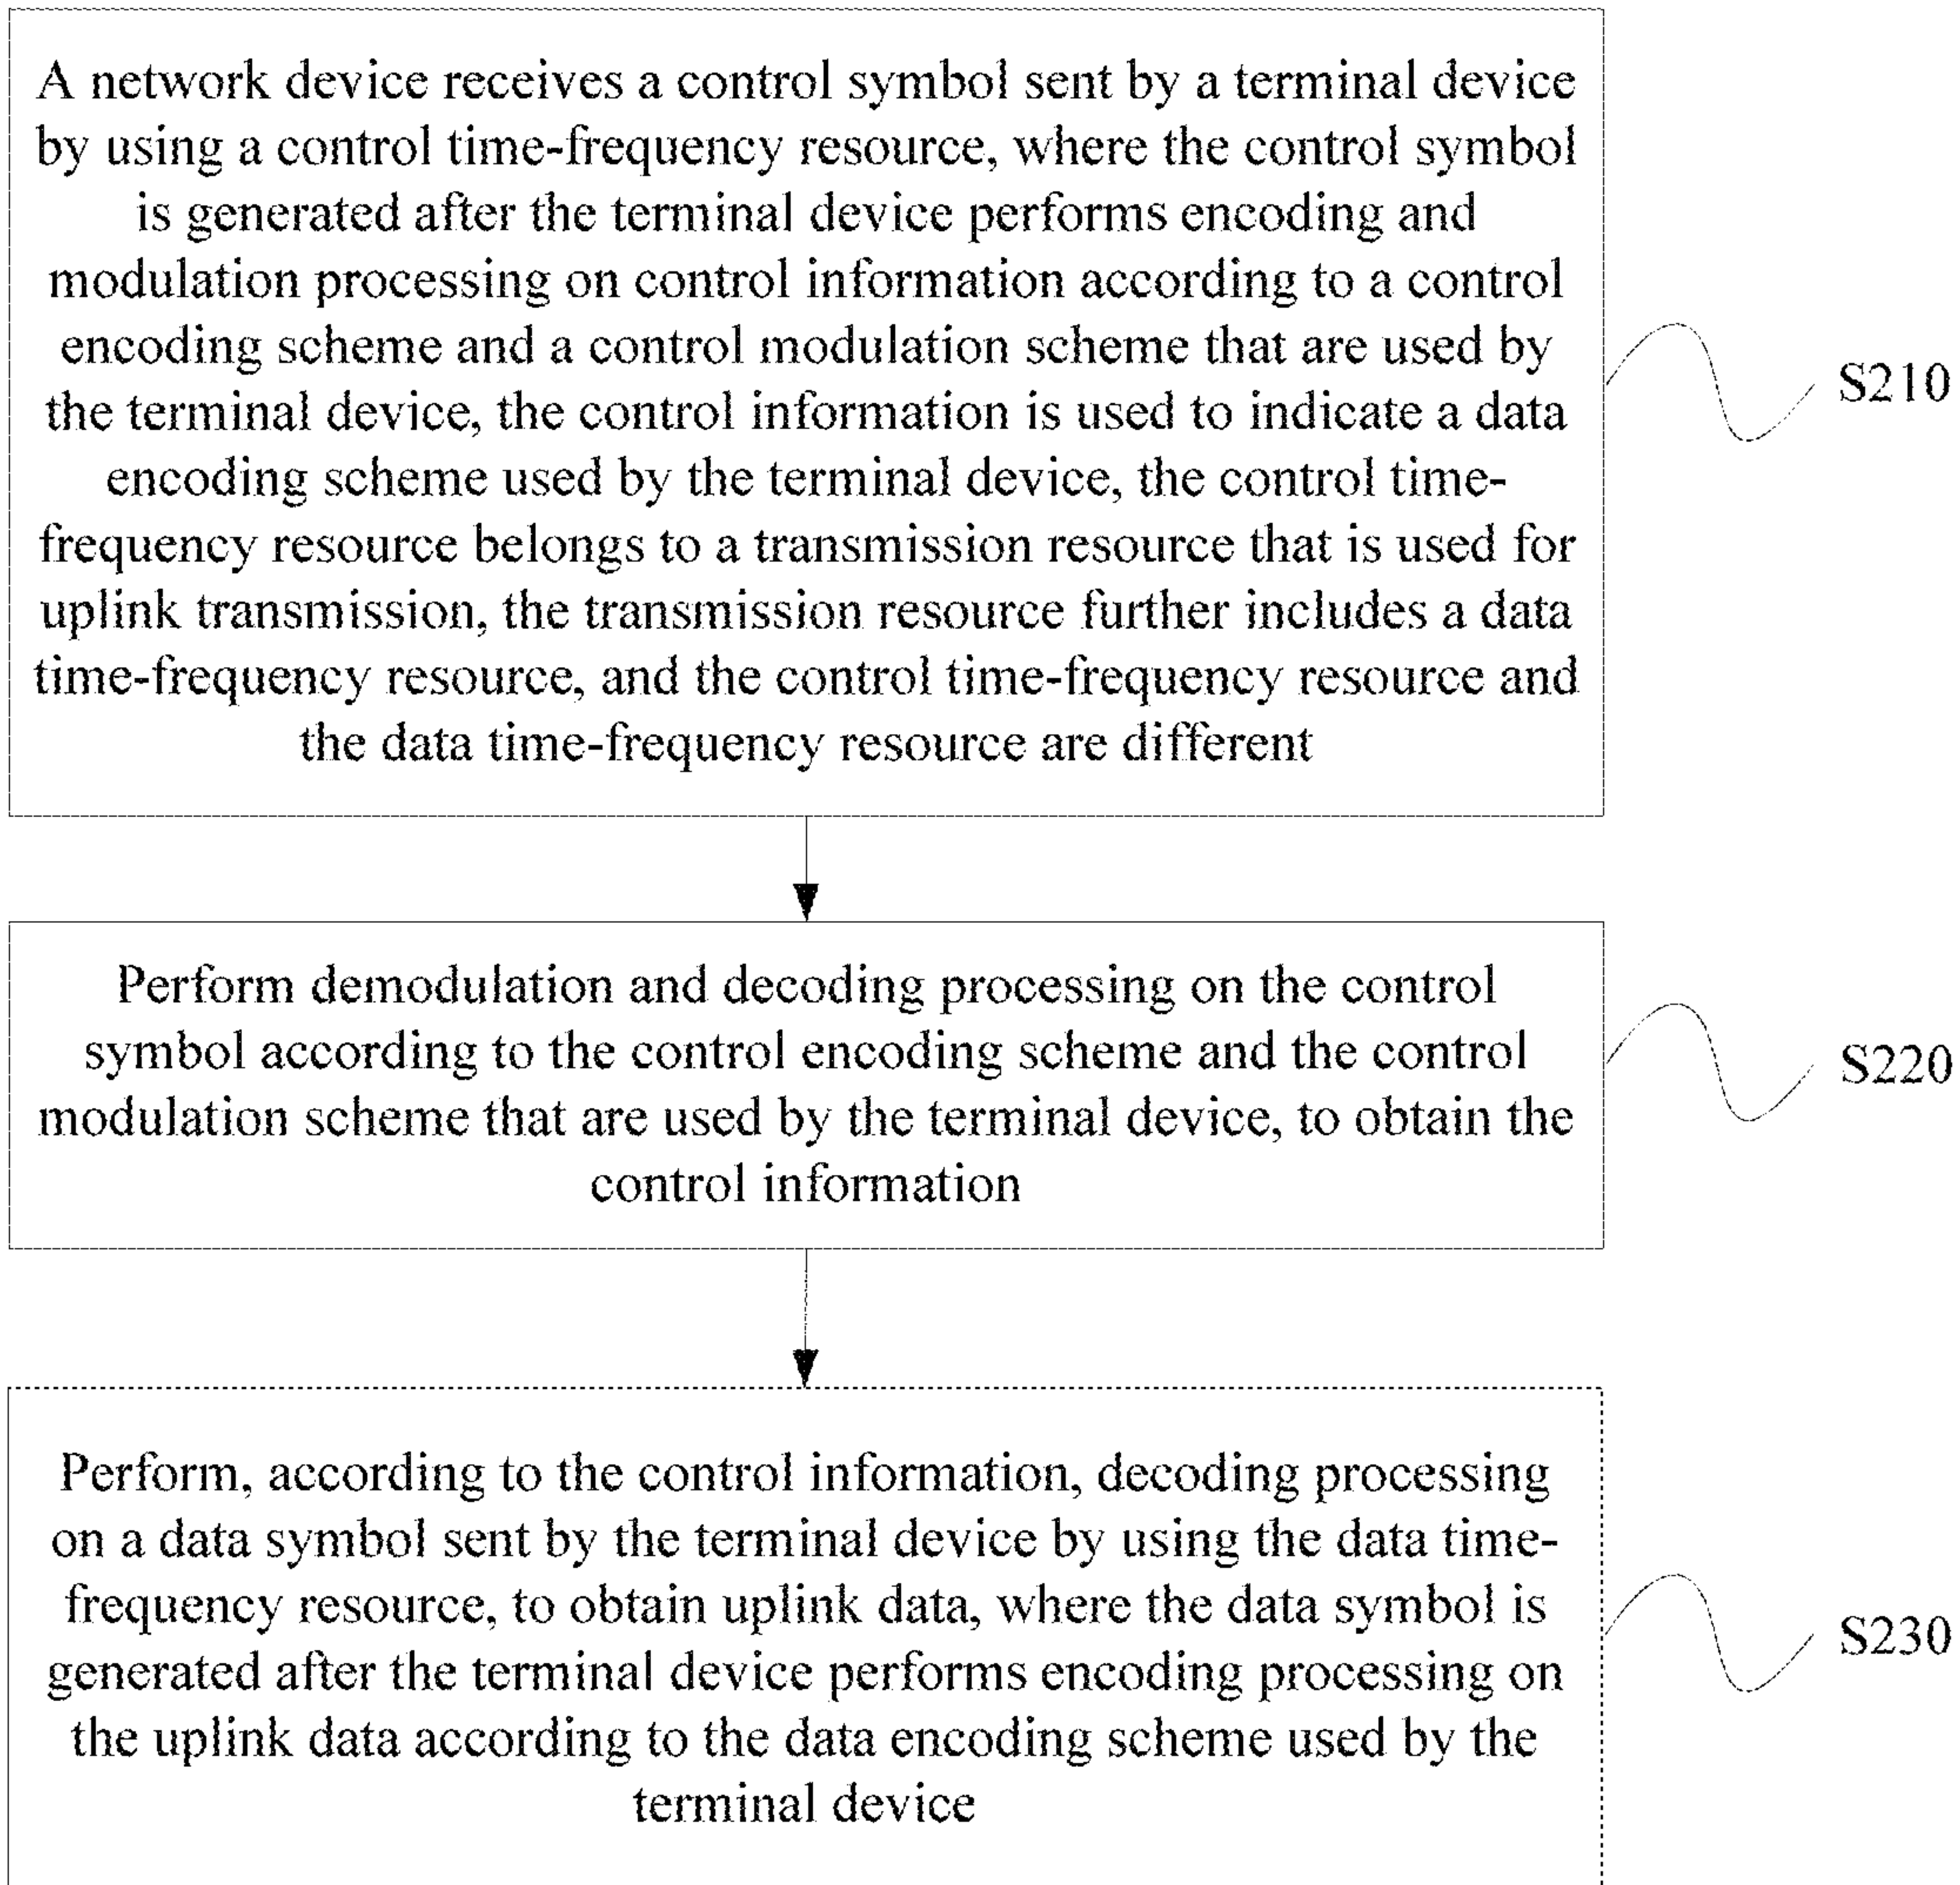 A network device receives a control symbol sent by a terminal device
by using a control time-frequency resource, where the control symbol
is generated after the terminal device performs encoding and
modulation processing on control information according to a control
encoding scheme and a control modulation scheme that are used by
the terminal device, the control information is used to indicate a data
encoding scheme used by the terminal device, the control time-
frequency resource belongs to a transmission resource that is used for
uplink transmission, the transmission resource further includes a data
time-frequency resource, and the control time-frequency resource and
the data time-frequency resource are different
S210
Perform demodulation and decoding processing on the control
symbol according to the control encoding scheme and the control
modulation scheme that are used by the terminal device, to obtain the
control information
S220
Perform, according to the control information, decoding processing
on a data symbol sent by the terminal device by using the data time-
frequency resource, to obtain uplink data, where the data symbol is
generated after the terminal device performs encoding processing on
the uplink data according to the data encoding scheme used by the
terminal device
S230